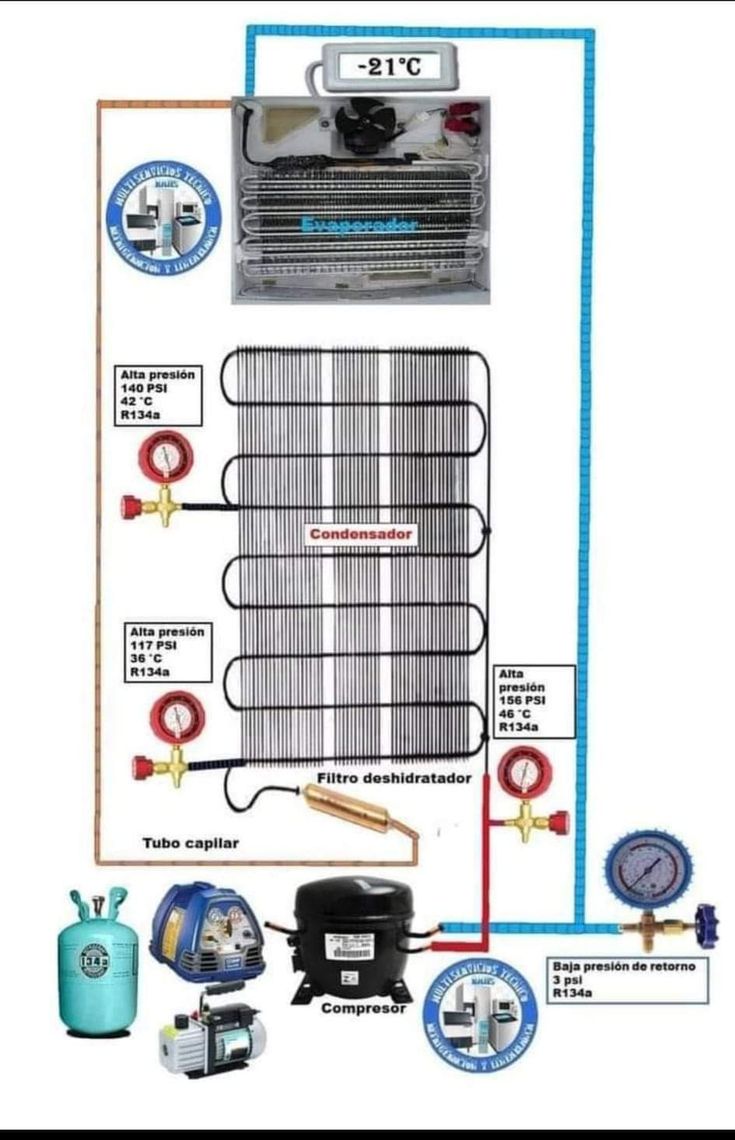 -21°C
MULTISERVICIOS TECNICO
REFRIGERACION Y LINEA BLANCA
Evaporador
Alta presión
140 PSI
42 °C
R134a
Condensador
Alta presión
117 PSI
36 °C
R134a
Alta
presión
156 PSI
46 °C
R134a
Filtro deshidratador
Tubo capilar
134a
Compresor
Baja presión de retorno
3 psi
R134a
MULTISERVICIOS TECNICO
REFRIGERACION Y LINEA BLANCA